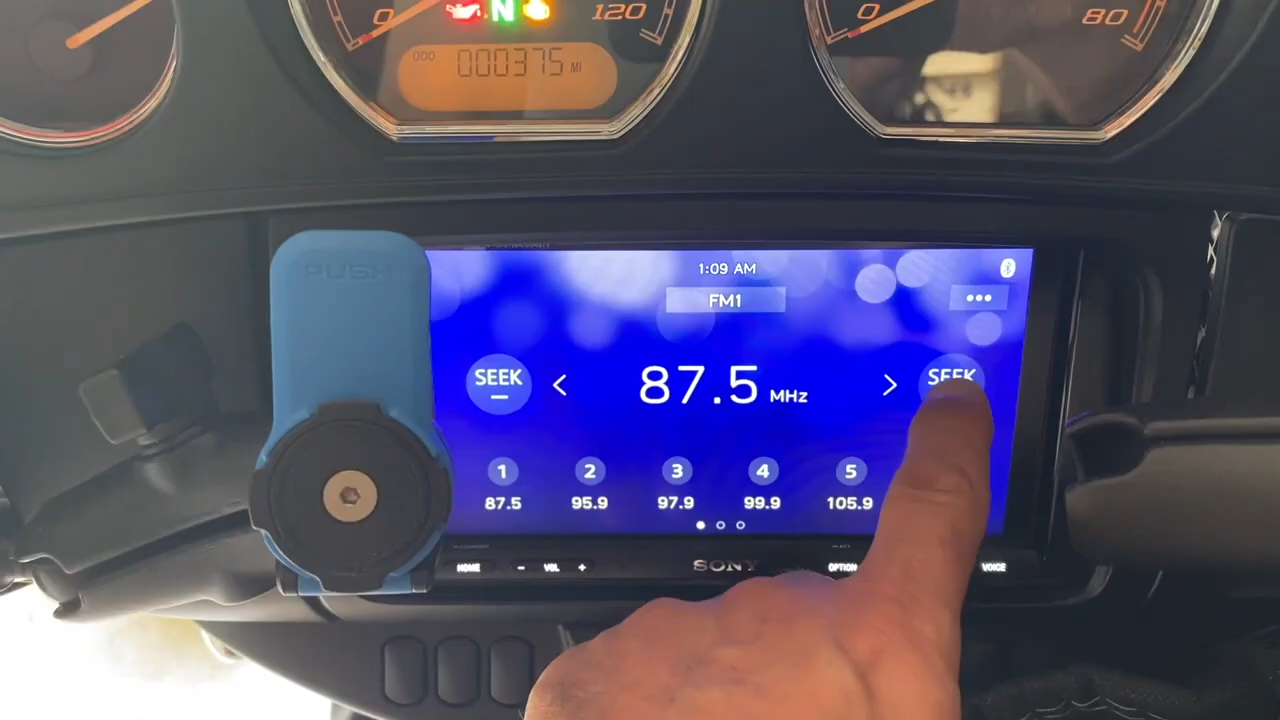 0
N
120
0
80
ODO 000375 MI
PUSH
1:09 AM
FM1
SEEK
87.5 MHz
SEEK
1 2 3 4 5
87.5 95.9 97.9 99.9 105.9
HOME - VOL + SONY OPTION VOICE